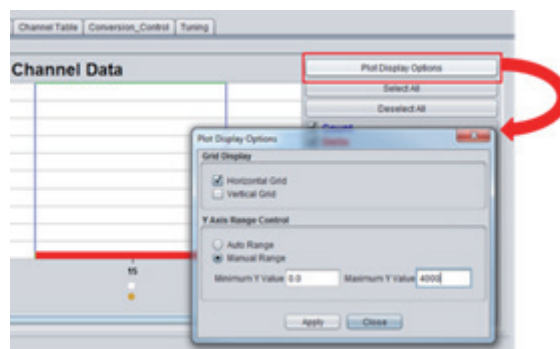 Channel Table Conversion_Control Tuning
Channel Data
Plot Display Options
Select All
Deselect All
Count
Delta
Plot Display Options
Grid Display
Horizontal Grid
Vertical Grid
Y Axis Range Control
Auto Range
Manual Range
Minimum Y Value 0.0 Maximum Y Value 4000
Apply Close
15